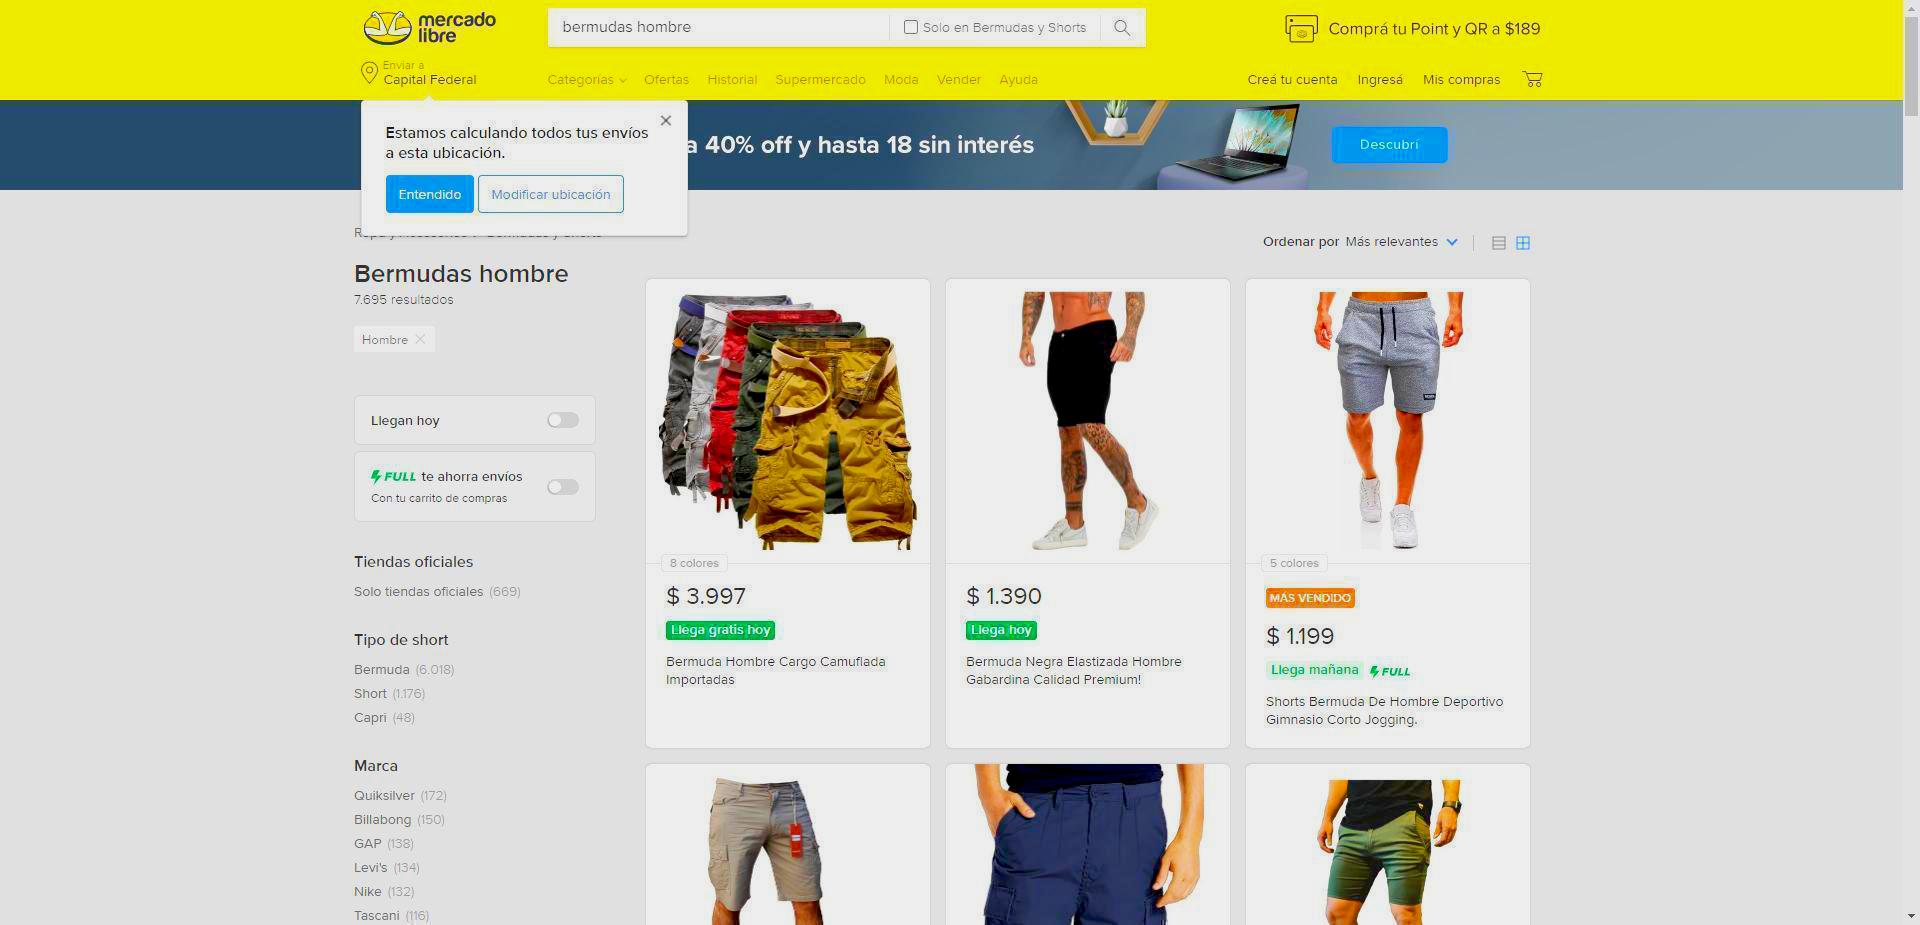 mercado
libre
bermudas hombre
Solo en Bermudas y Shorts
Comprá tu Point y QR a $189
Enviar a
Capital Federal
Categorías
Ofertas
Historial
Supermercado
Moda
Vender
Ayuda
Creá tu cuenta
Ingresá
Mis compras
Estamos calculando todos tus envíos
a esta ubicación.
Entendido
Modificar ubicación
a 40% off y hasta 18 sin interés
Descubrí
Ordenar por Más relevantes
Bermudas hombre
7.695 resultados
Hombre
Llegan hoy
FULL te ahorra envíos
Con tu carrito de compras
Tiendas oficiales
Solo tiendas oficiales (669)
Tipo de short
Bermuda (6.018)
Short (1.176)
Capri (48)
Marca
Quiksilver (172)
Billabong (150)
GAP (138)
Levi's (134)
Nike (132)
Tascani (116)
8 colores
$ 3.997
Llega gratis hoy
Bermuda Hombre Cargo Camuflada
Importadas
$ 1.390
Llega hoy
Bermuda Negra Elastizada Hombre
Gabardina Calidad Premium!
5 colores
MÁS VENDIDO
$ 1.199
Llega mañana FULL
Shorts Bermuda De Hombre Deportivo
Gimnasio Corto Jogging.